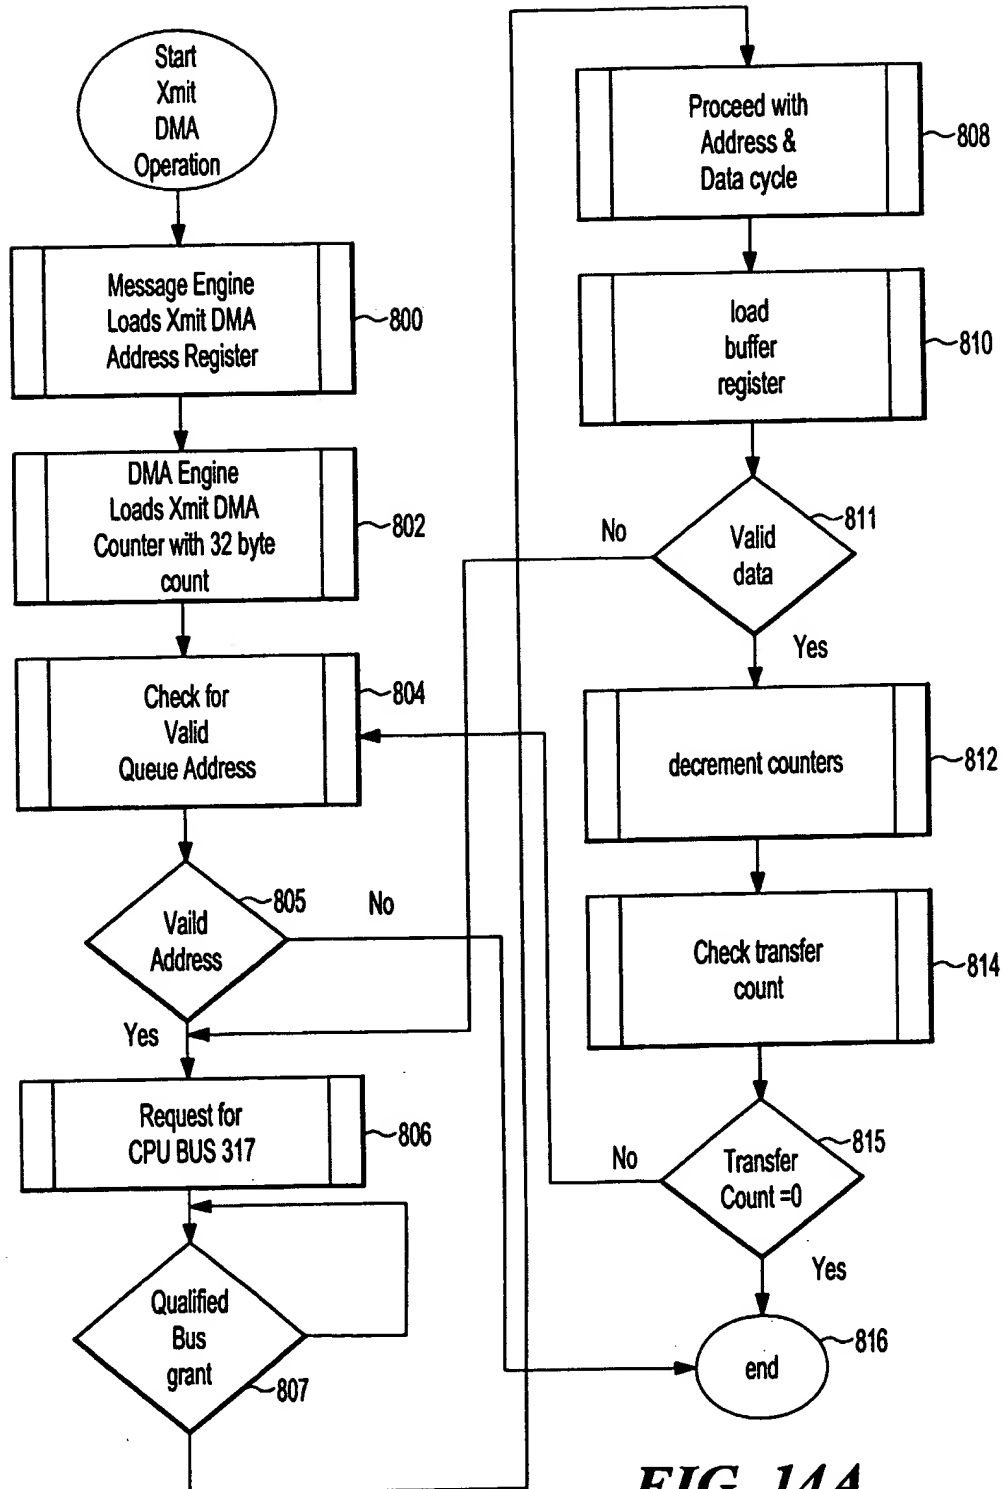 Start
Xmit
DMA
Operation
Message Engine
Loads Xmit DMA
Address Register
800
DMA Engine
Loads Xmit DMA
Counter with 32 byte
count
802
Check for
Valid
Queue Address
804
Vaild
Address
805
No
Yes
Request for
CPU BUS 317
806
Qualified
Bus
grant
807
Proceed with
Address &
Data cycle
808
load
buffer
register
810
Valid
data
811
No
Yes
decrement counters
812
Check transfer
count
814
Transfer
Count =0
815
No
Yes
end
816
FIG. 14A